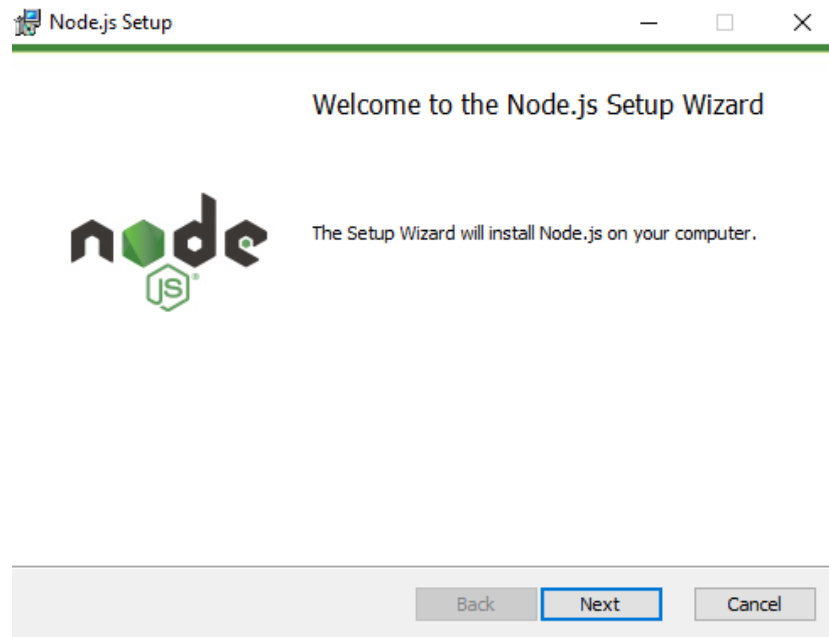 Node.js Setup
Welcome to the Node.js Setup Wizard
node
JS®
The Setup Wizard will install Node.js on your computer.
Back
Next
Cancel